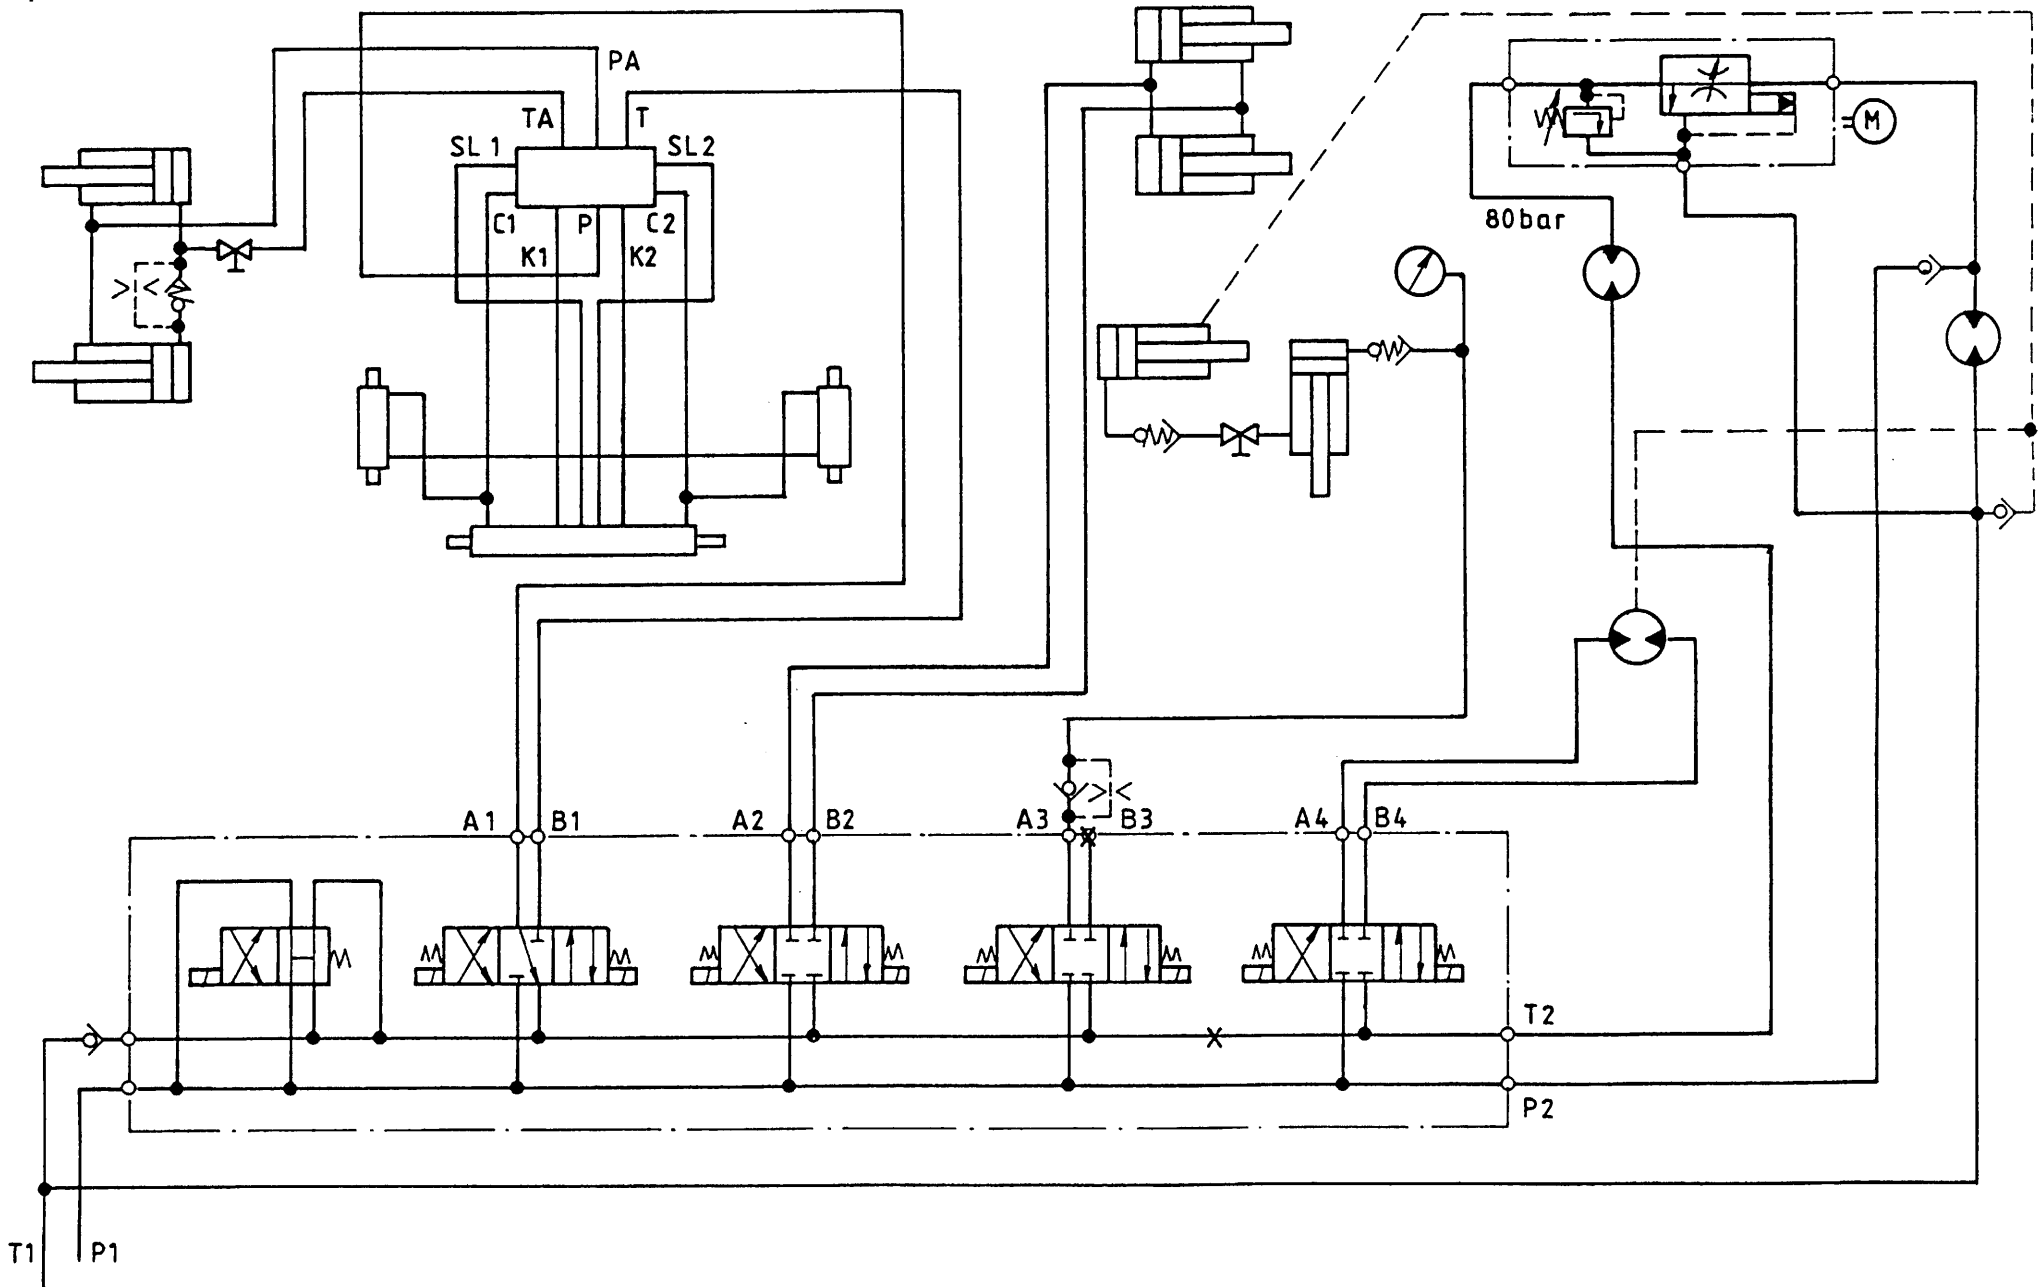 PA
TA T
SL 1 SL 2
C1 P C2
K1 K2
M
80bar
A1 B1 A2 B2 A3 B3 A4 B4
T2
P2
T1 P1